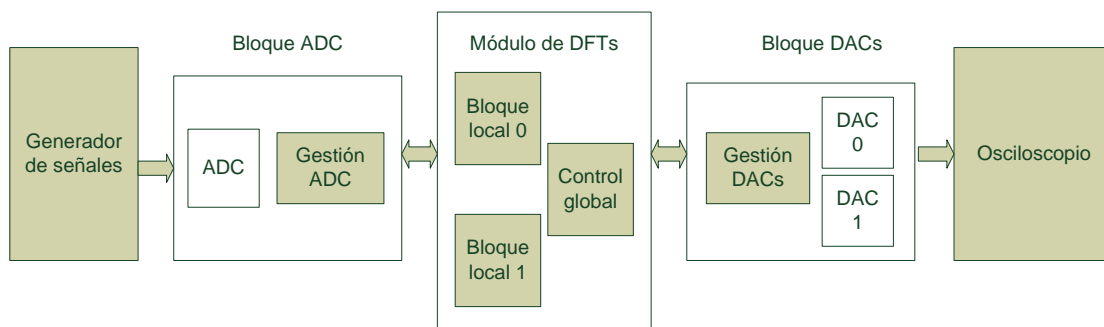 Bloque ADC
Módulo de DFTs
Bloque DACs
Generador
de señales
ADC
Gestión
ADC
Bloque
local 0
Control
global
Bloque
local 1
Gestión
DACs
DAC
0
DAC
1
Osciloscopio